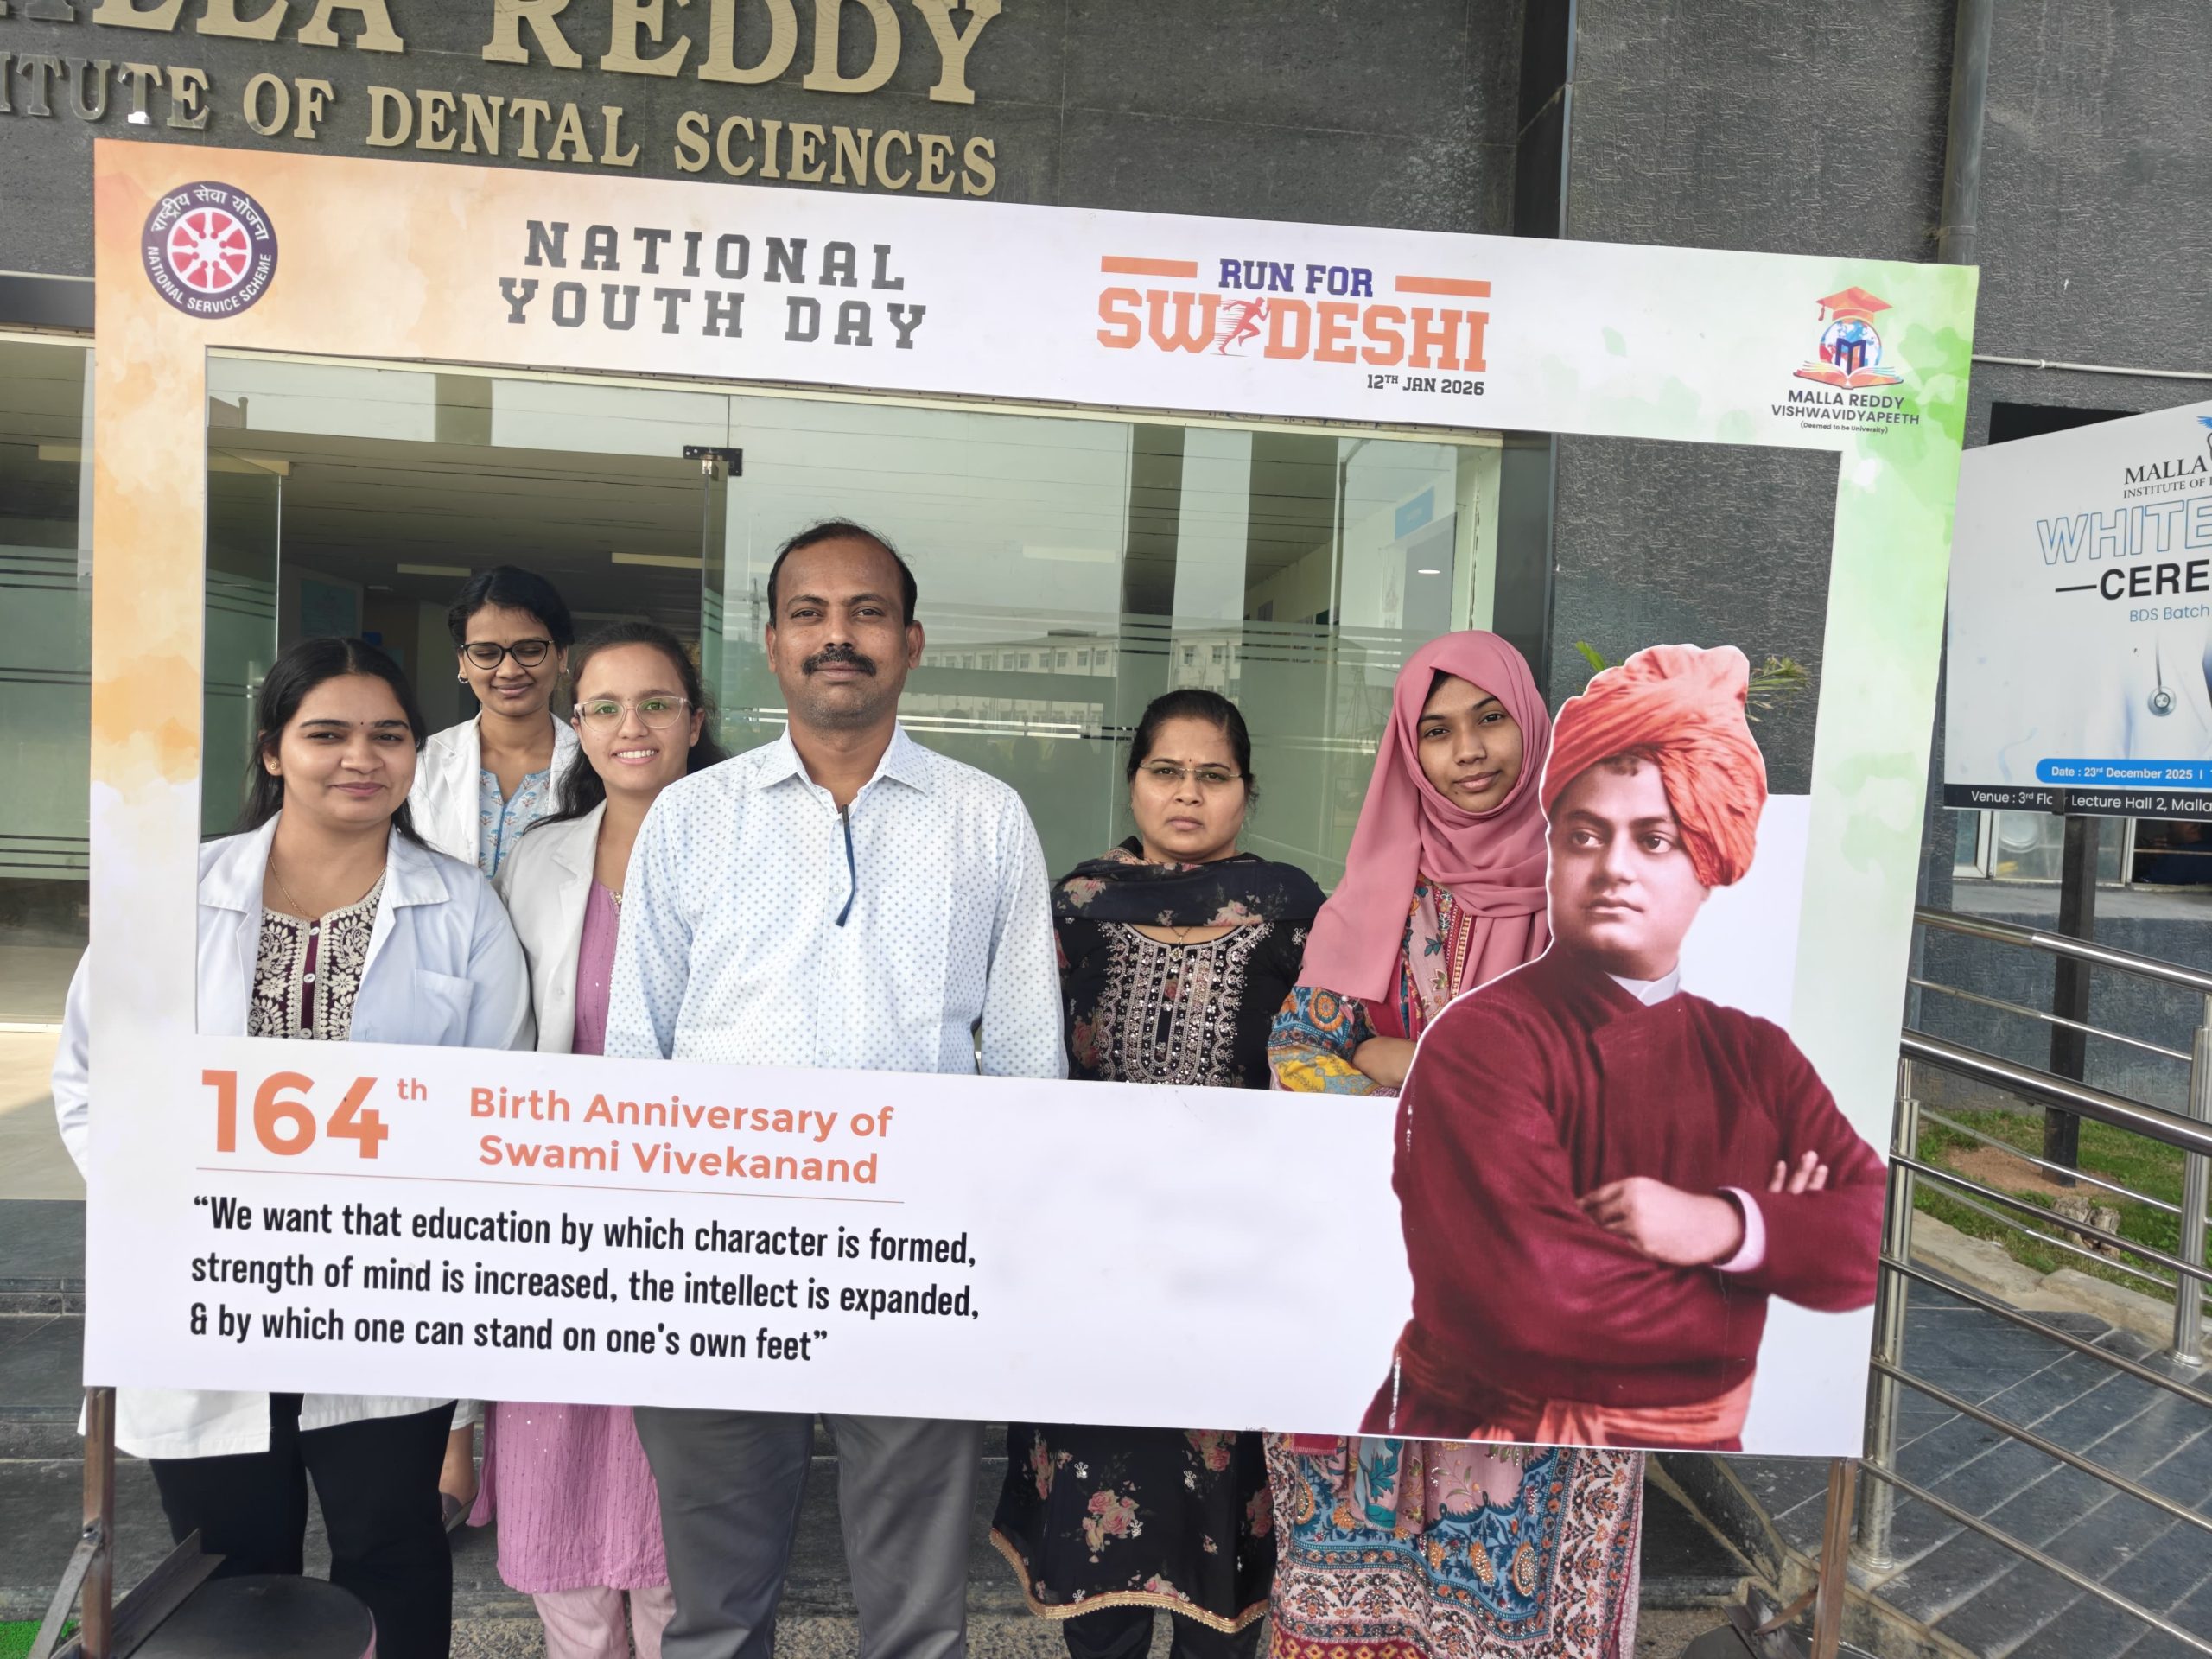 REDDY
OF DENTAL SCIENCES
राष्ट्रीय सेवा योजना
NATIONAL SERVICE SCHEME
NATIONAL
YOUTH DAY
RUN FOR
SWADESHI
12TH JAN 2026
MALLA REDDY
VISHWAVIDYAPEETH
(Deemed to be University)
MALLA
INSTITUTE OF
WHITE
CERE
BDS Batch
Date : 23rd December 2025 |
Venue : 3rd Floor Lecture Hall 2, Malla
164th Birth Anniversary of
Swami Vivekanand
“We want that education by which character is formed,
strength of mind is increased, the intellect is expanded,
& by which one can stand on one's own feet”